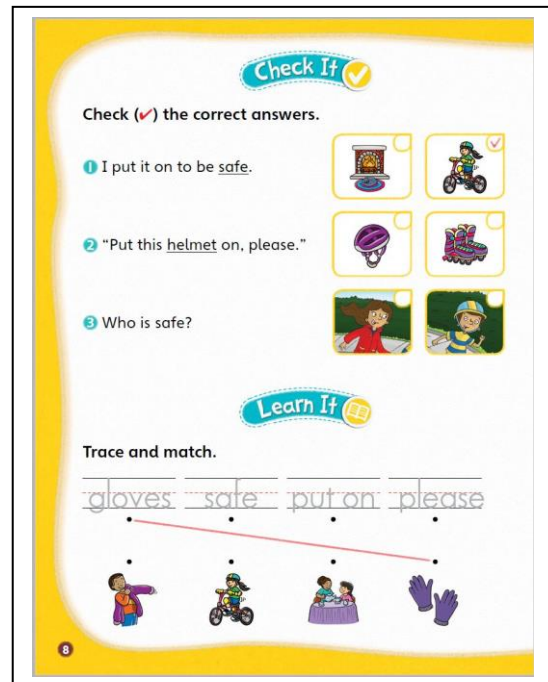 Check It
Check (✓) the correct answers.
1 I put it on to be safe.
2 “Put this helmet on, please.”
3 Who is safe?
Learn It
Trace and match.
gloves safe put on please
8